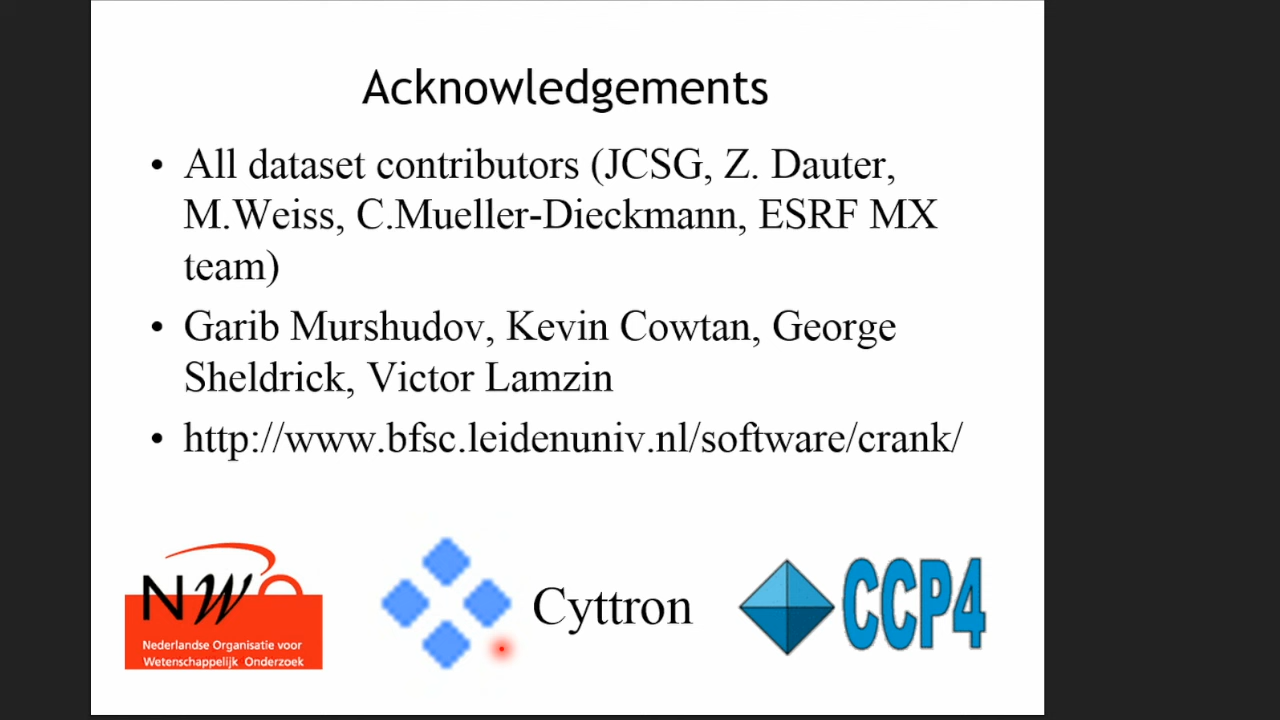 Acknowledgements
• All dataset contributors (JCSG, Z. Dauter,
M.Weiss, C.Mueller-Dieckmann, ESRF MX
team)
• Garib Murshudov, Kevin Cowtan, George
Sheldrick, Victor Lamzin
• http://www.bfsc.leidenuniv.nl/software/crank/
NWO
Nederlandse Organisatie voor
Wetenschappelijk Onderzoek
Cyttron
CCP4